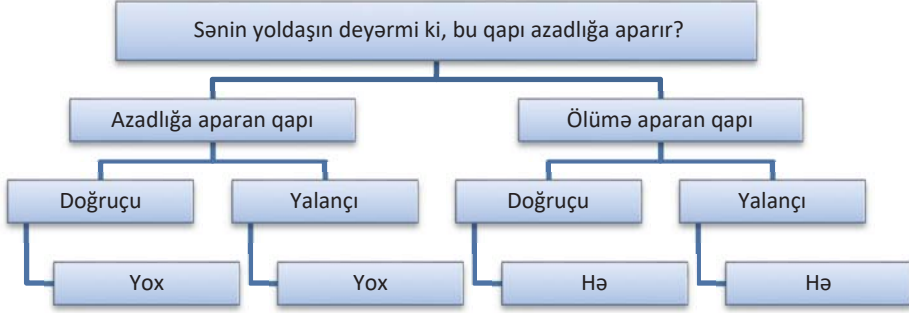 Sənin yoldaşın deyərmi ki, bu qapı azadlığa aparır?
Azadlığa aparan qapı
Ölümə aparan qapı
Doğruçu
Yalançı
Doğruçu
Yalançı
Yox
Yox
Hə
Hə